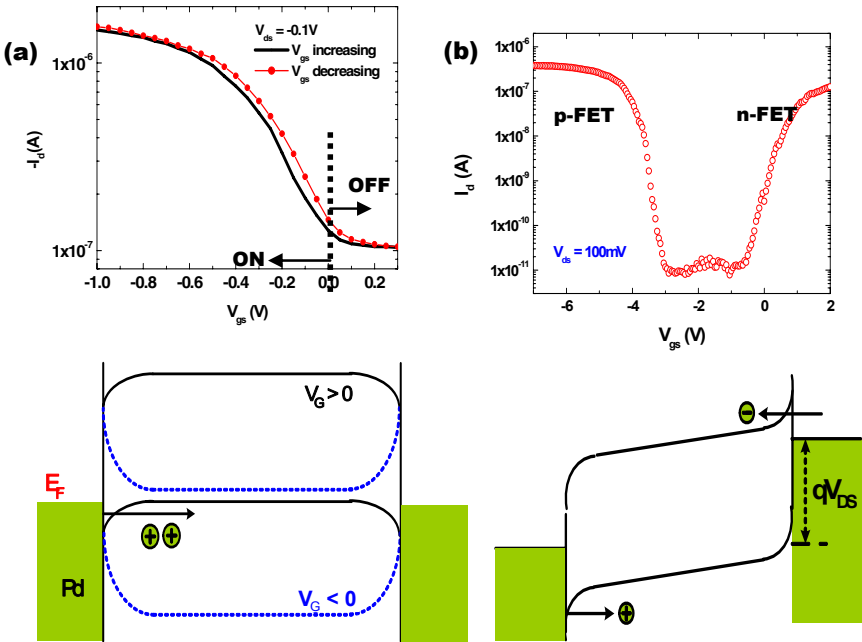 (a)
V_ds = -0.1V
V_gs increasing
V_gs decreasing
1x10^-6
1x10^-7
-I_d (A)
OFF
ON
-1.0 -0.8 -0.6 -0.4 -0.2 0.0 0.2
V_gs (V)
(b)
1x10^-6
1x10^-7
1x10^-8
1x10^-9
1x10^-10
1x10^-11
I_d (A)
p-FET
n-FET
V_ds = 100mV
-6 -4 -2 0 2
V_gs (V)
V_G > 0
E_F
+ +
Pd
V_G < 0
-
qV_DS
+